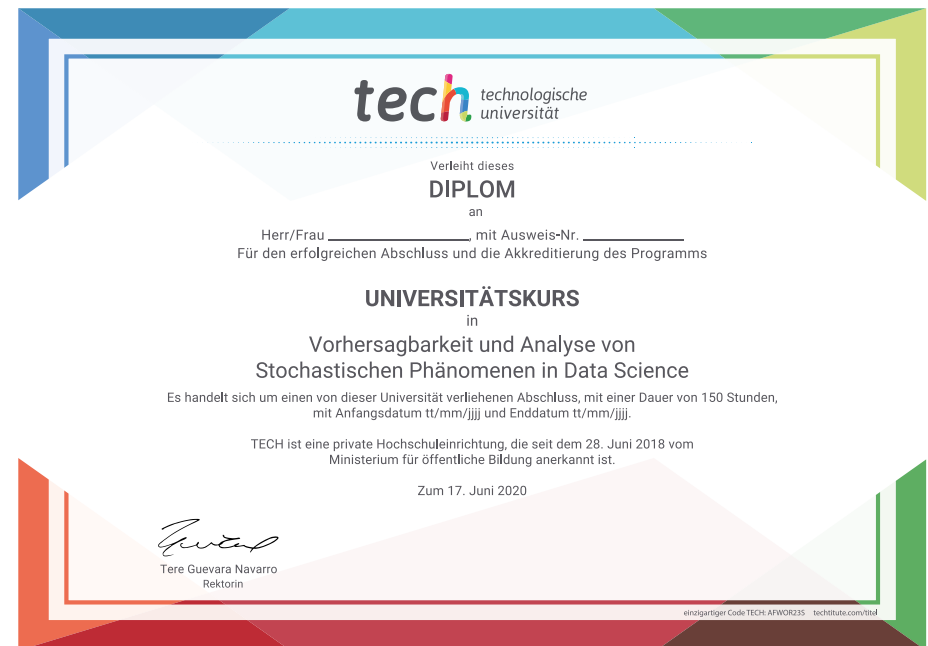 tech technologische
universität
Verleiht dieses
DIPLOM
an
Herr/Frau ____________, mit Ausweis-Nr. ____________
Für den erfolgreichen Abschluss und die Akkreditierung des Programms
UNIVERSITÄTSKURS
in
Vorhersagbarkeit und Analyse von
Stochastischen Phänomenen in Data Science
Es handelt sich um einen von dieser Universität verliehenen Abschluss, mit einer Dauer von 150 Stunden,
mit Anfangsdatum tt/mm/jjjj und Enddatum tt/mm/jjjj.
TECH ist eine private Hochschuleinrichtung, die seit dem 28. Juni 2018 vom
Ministerium für öffentliche Bildung anerkannt ist.
Zum 17. Juni 2020
Tere Guevara Navarro
Rektorin
einzigartiger Code TECH: AFWOR23S techtitute.com/titel